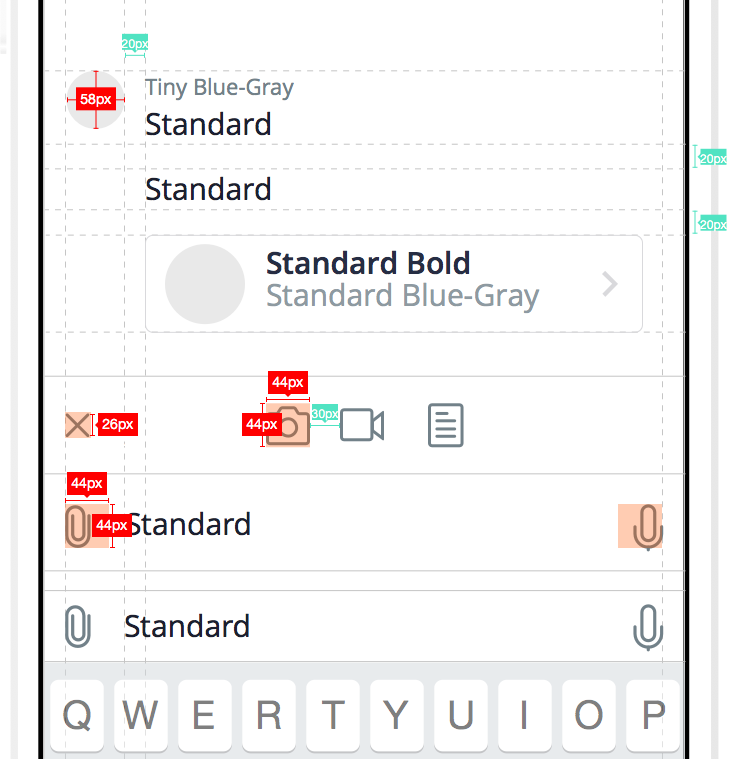 20px
Tiny Blue-Gray
58px
Standard
20px
Standard
20px
Standard Bold
Standard Blue-Gray
44px
30px
26px
44px
44px
44px
Standard
Standard
Q W E R T Y U I O P